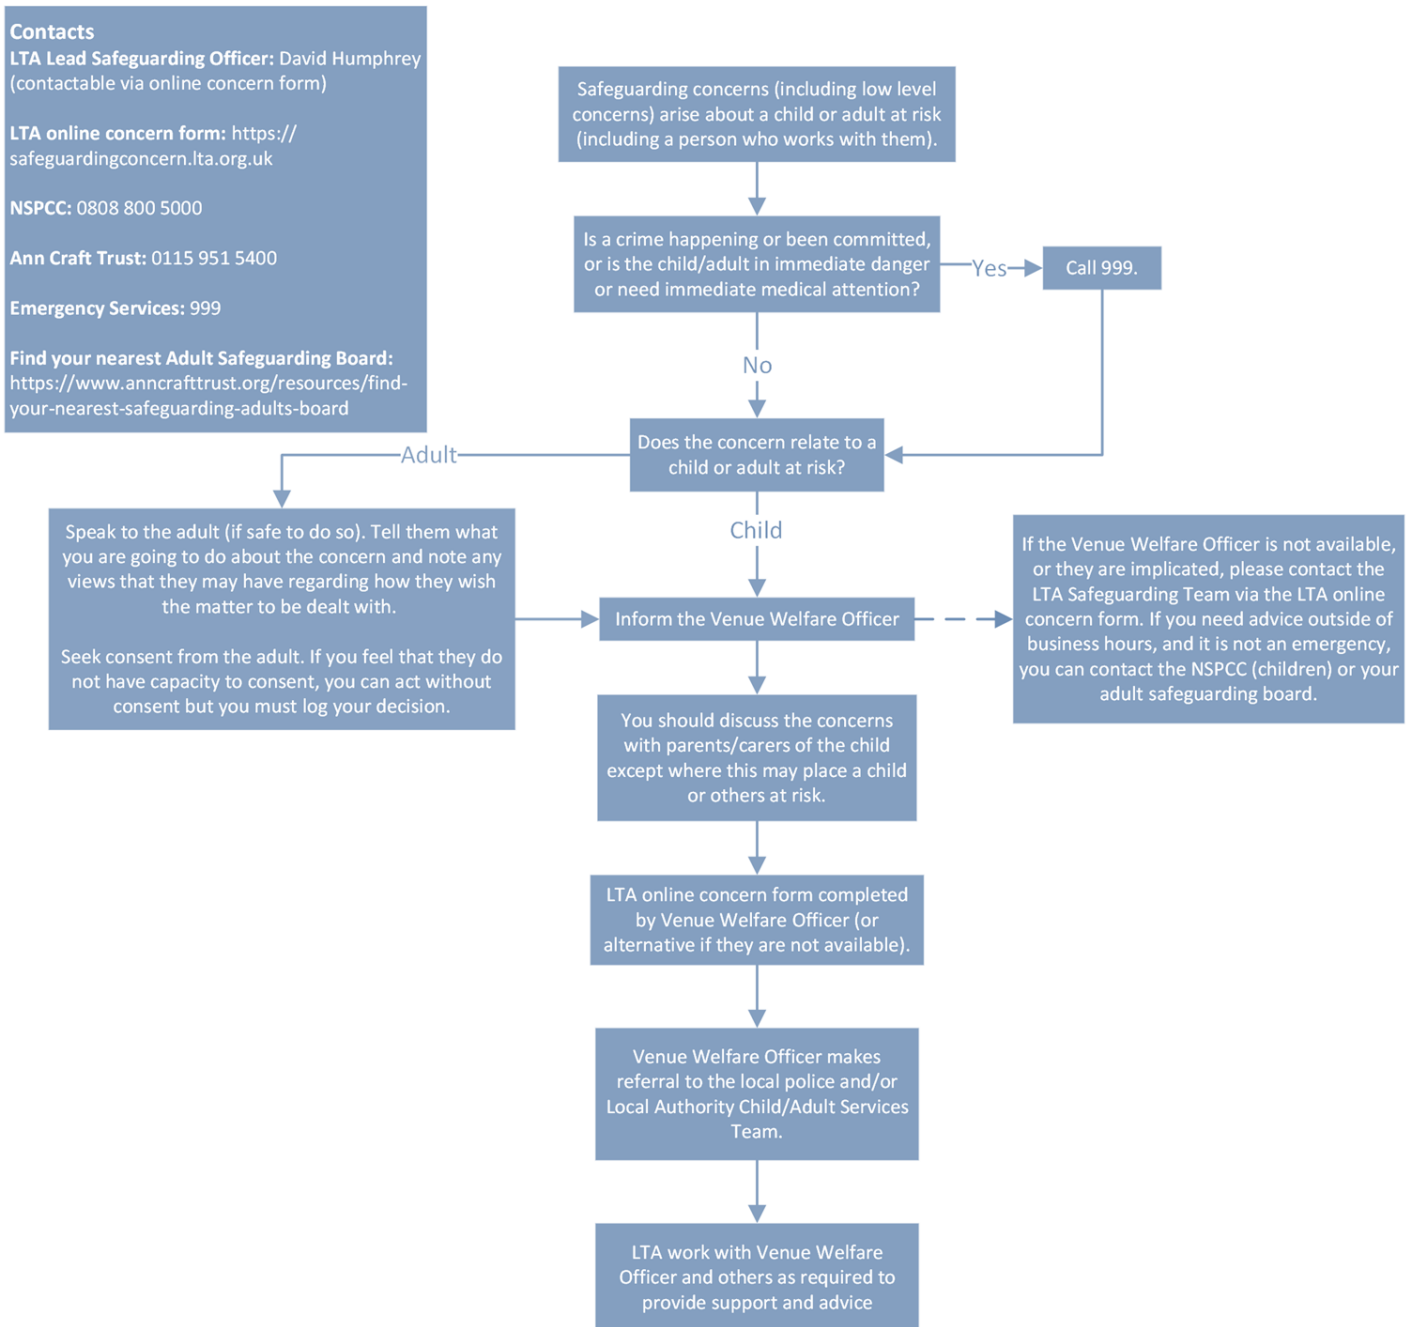 Contacts
LTA Lead Safeguarding Officer: David Humphrey
(contactable via online concern form)
LTA online concern form: https://
safeguardingconcern.lta.org.uk
NSPCC: 0808 800 5000
Ann Craft Trust: 0115 951 5400
Emergency Services: 999
Find your nearest Adult Safeguarding Board:
https://www.anncrafttrust.org/resources/find-
your-nearest-safeguarding-adults-board
Safeguarding concerns (including low level
concerns) arise about a child or adult at risk
(including a person who works with them).
Is a crime happening or been committed,
or is the child/adult in immediate danger
or need immediate medical attention?
Yes
Call 999.
No
Does the concern relate to a
child or adult at risk?
Adult
Child
Speak to the adult (if safe to do so). Tell them what
you are going to do about the concern and note any
views that they may have regarding how they wish
the matter to be dealt with.
Seek consent from the adult. If you feel that they do
not have capacity to consent, you can act without
consent but you must log your decision.
Inform the Venue Welfare Officer
If the Venue Welfare Officer is not available,
or they are implicated, please contact the
LTA Safeguarding Team via the LTA online
concern form. If you need advice outside of
business hours, and it is not an emergency,
you can contact the NSPCC (children) or your
adult safeguarding board.
You should discuss the concerns
with parents/carers of the child
except where this may place a child
or others at risk.
LTA online concern form completed
by Venue Welfare Officer (or
alternative if they are not available).
Venue Welfare Officer makes
referral to the local police and/or
Local Authority Child/Adult Services
Team.
LTA work with Venue Welfare
Officer and others as required to
provide support and advice